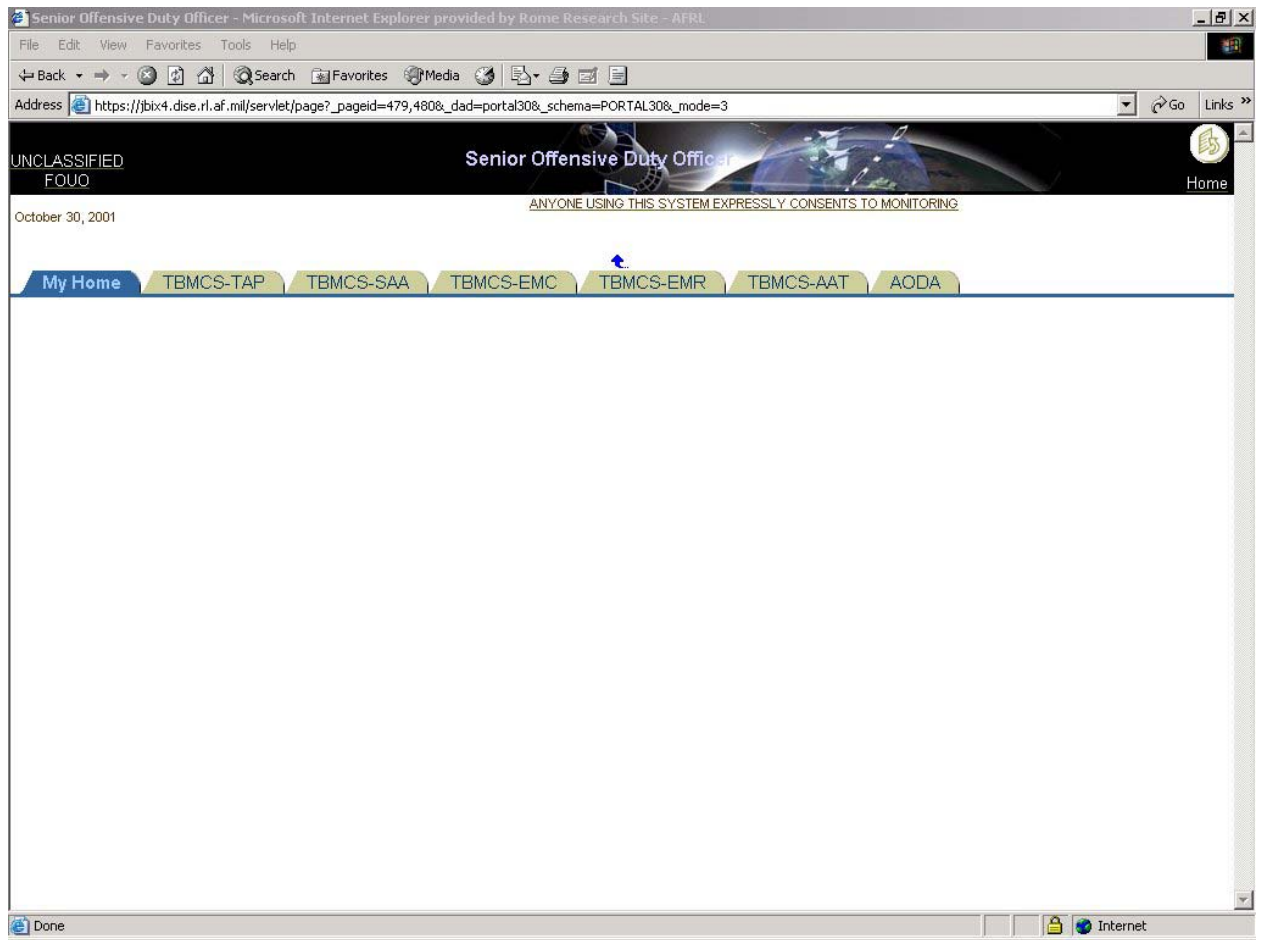 Senior Offensive Duty Officer - Microsoft Internet Explorer provided by Rome Research Site - AFRL
File Edit View Favorites Tools Help
Back Search Favorites Media
Address https://jbix4.dise.rl.af.mil/servlet/page?_pageid=479,480&_dad=portal30&_schema=PORTAL30&_mode=3 Go Links »
UNCLASSIFIED
FOUO
Senior Offensive Duty Officer
Home
ANYONE USING THIS SYSTEM EXPRESSLY CONSENTS TO MONITORING
October 30, 2001
My Home TBMCS-TAP TBMCS-SAA TBMCS-EMC TBMCS-EMR TBMCS-AAT AODA
Done Internet